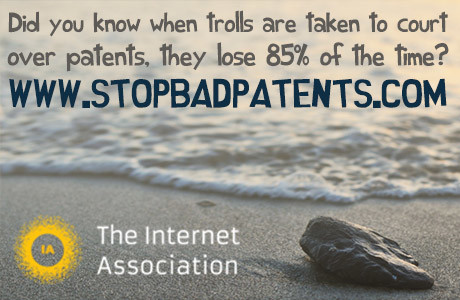 Did you know when trolls are taken to court
over patents, they lose 85% of the time?
WWW.STOPBADPATENTS.COM
IA
The Internet
Association